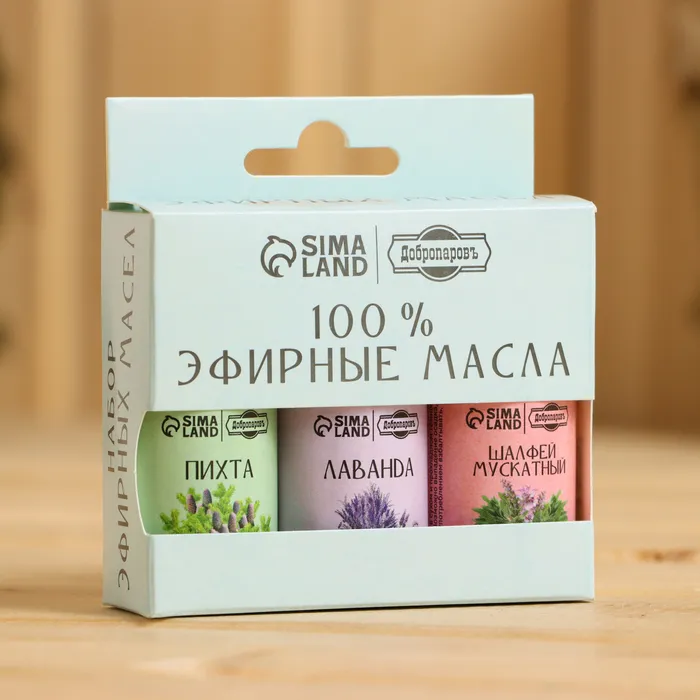 SIMA
LAND
Добропаровъ
100 %
ЭФИРНЫЕ МАСЛА
НАБОР
ЭФИРНЫХ МАСЕЛ
SIMA
LAND
Добропаровъ
ПИХТА
SIMA
LAND
Добропаровъ
ЛАВАНДА
SIMA
LAND
Добропаровъ
ШАЛФЕЙ
МУСКАТНЫЙ